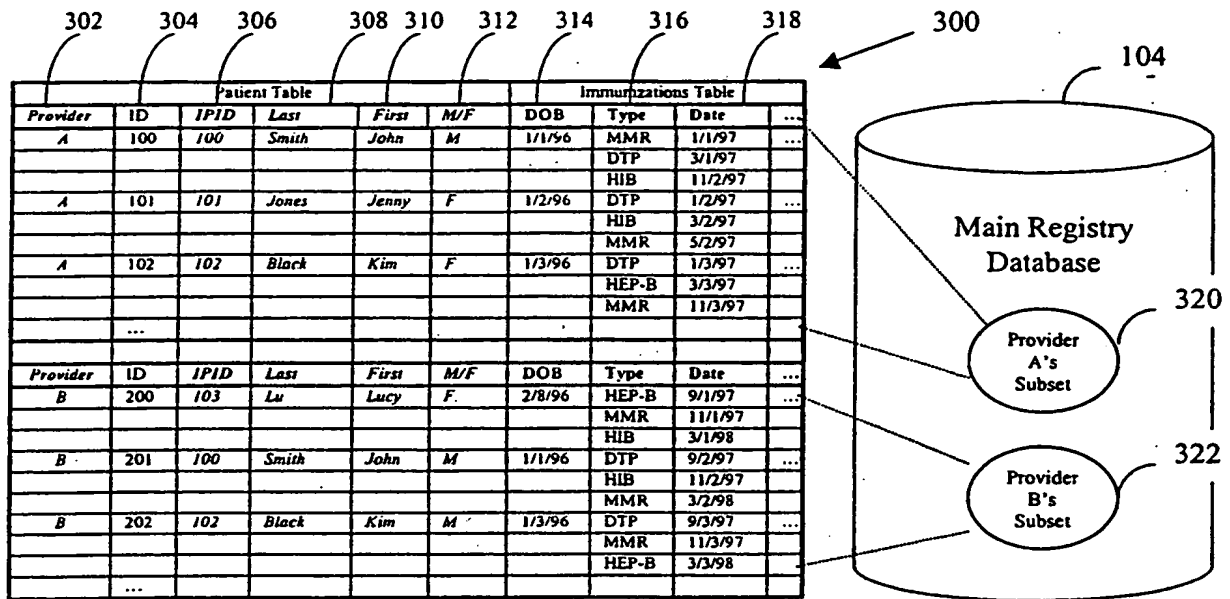 302 304 306 308 310 312 314 316 318 300
104
Patient Table Immunizations Table
Provider ID IPID Last First M/F DOB Type Date ...
A 100 100 Smith John M 1/1/96 MMR 1/1/97 ...
DTP 3/1/97
HIB 11/2/97
A 101 101 Jones Jenny F 1/2/96 DTP 1/2/97 ...
HIB 3/2/97
MMR 5/2/97
A 102 102 Black Kim F 1/3/96 DTP 1/3/97 ...
HEP-B 3/3/97
MMR 11/3/97
...
Provider ID IPID Last First M/F DOB Type Date ...
B 200 103 Lu Lucy F 2/8/96 HEP-B 9/1/97 ...
MMR 11/1/97
HIB 3/1/98
B 201 100 Smith John M 1/1/96 DTP 9/2/97 ...
HIB 11/2/97
MMR 3/2/98
B 202 102 Black Kim M 1/3/96 DTP 9/3/97 ...
MMR 11/3/97
HEP-B 3/3/98
...
Main Registry
Database
320
Provider
A's
Subset
322
Provider
B's
Subset